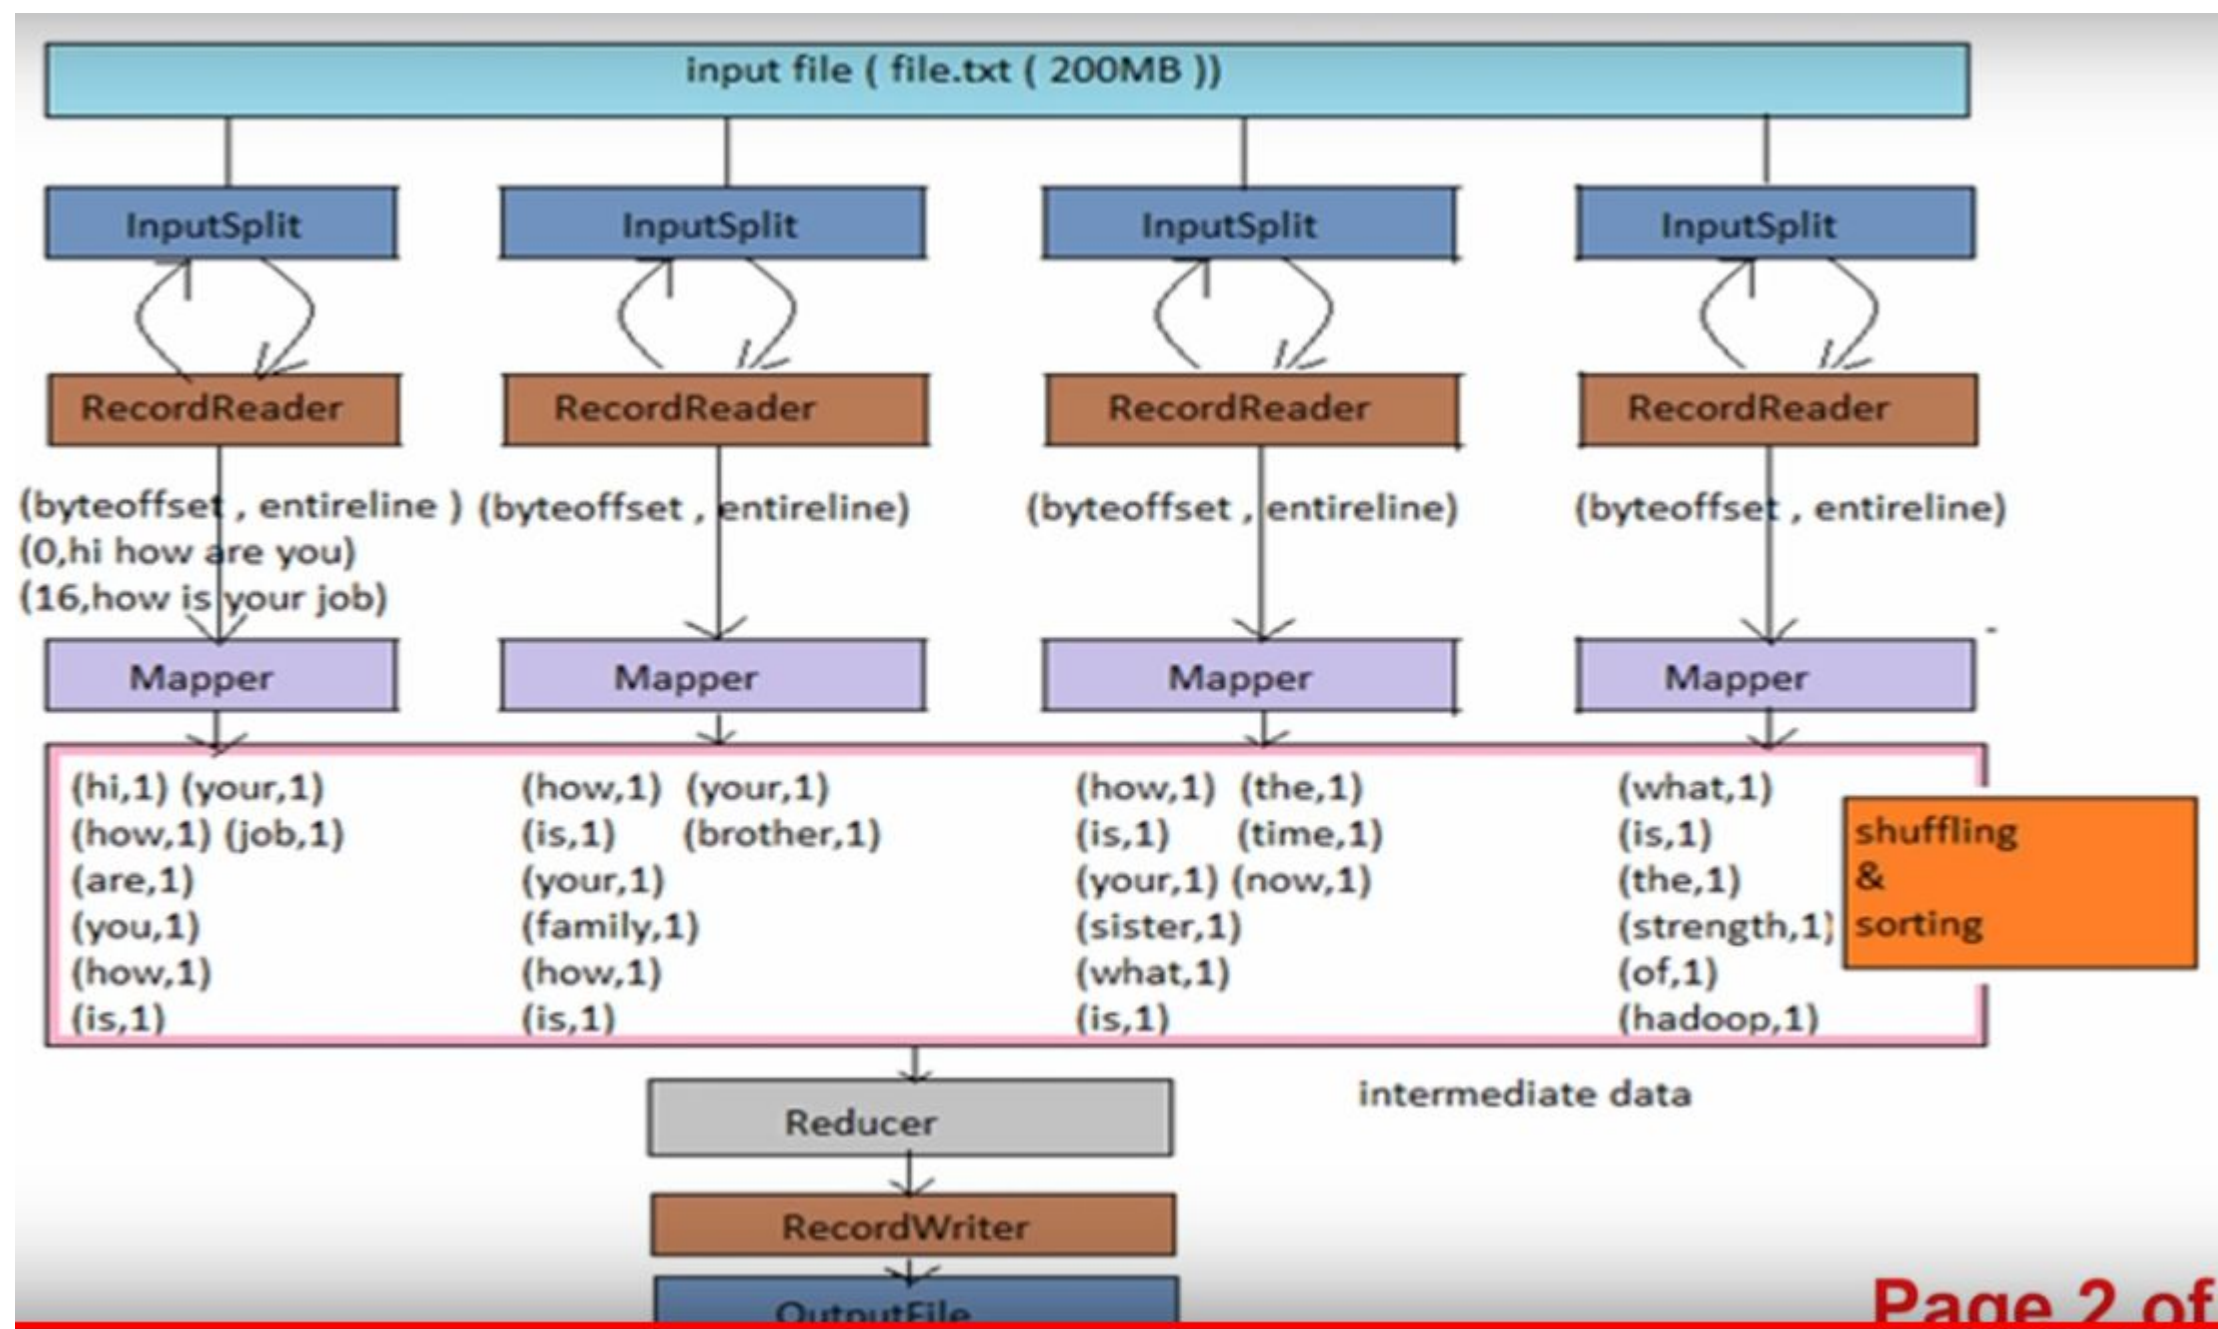 input file ( file.txt ( 200MB ))
InputSplit InputSplit InputSplit InputSplit
RecordReader RecordReader RecordReader RecordReader
(byteoffset , entireline ) (byteoffset , entireline) (byteoffset , entireline) (byteoffset , entireline)
(0,hi how are you)
(16,how is your job)
Mapper Mapper Mapper Mapper
(hi,1) (your,1)
(how,1) (job,1)
(are,1)
(you,1)
(how,1)
(is,1)
(how,1) (your,1)
(is,1) (brother,1)
(your,1)
(family,1)
(how,1)
(is,1)
(how,1) (the,1)
(is,1) (time,1)
(your,1) (now,1)
(sister,1)
(what,1)
(is,1)
(what,1)
(is,1)
(the,1)
(strength,1)
(of,1)
(hadoop,1)
shuffling
&
sorting
Reducer
intermediate data
RecordWriter
OutputFile
Page 2 of